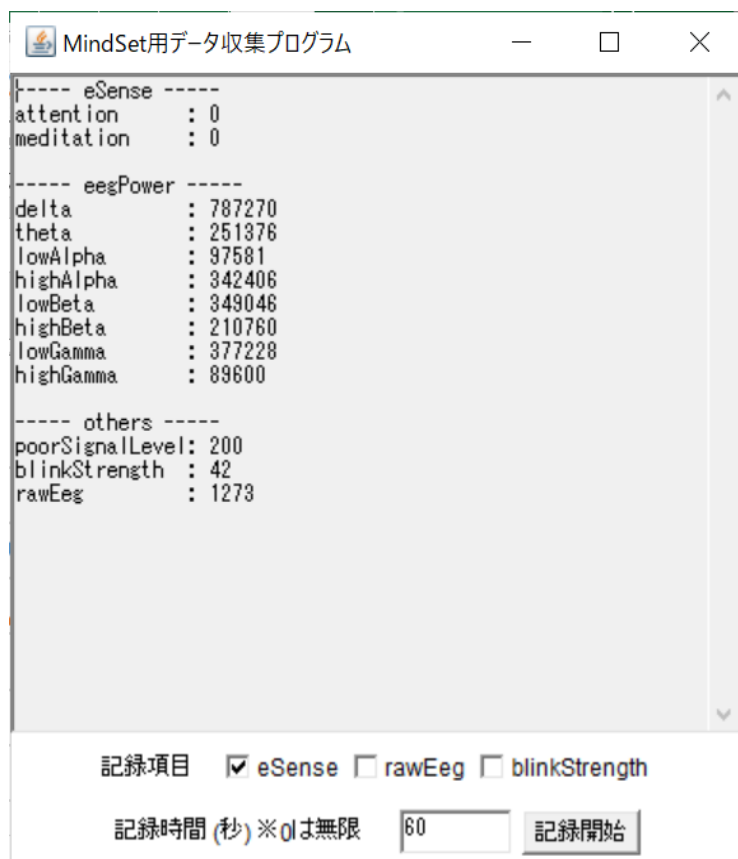 MindSet用データ収集プログラム
----- eSense -----
attention : 0
meditation : 0
----- eegPower -----
delta : 787270
theta : 251376
lowAlpha : 97581
highAlpha : 342406
lowBeta : 349046
highBeta : 210760
lowGamma : 377228
highGamma : 89600
----- others -----
poorSignalLevel: 200
blinkStrength : 42
rawEeg : 1273
記録項目 eSense rawEeg blinkStrength
記録時間 (秒) ※0は無限 60 記録開始